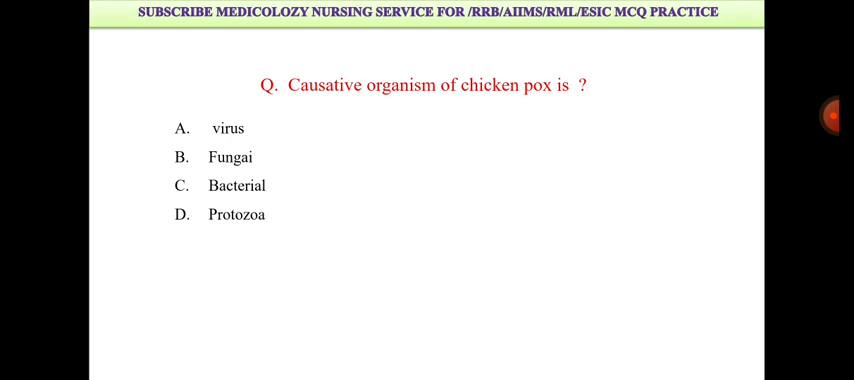 SUBSCRIBE MEDICOLOZY NURSING SERVICE FOR /RRB/AIIMS/RML/ESIC MCQ PRACTICE
Q. Causative organism of chicken pox is ?
A. virus
B. Fungai
C. Bacterial
D. Protozoa